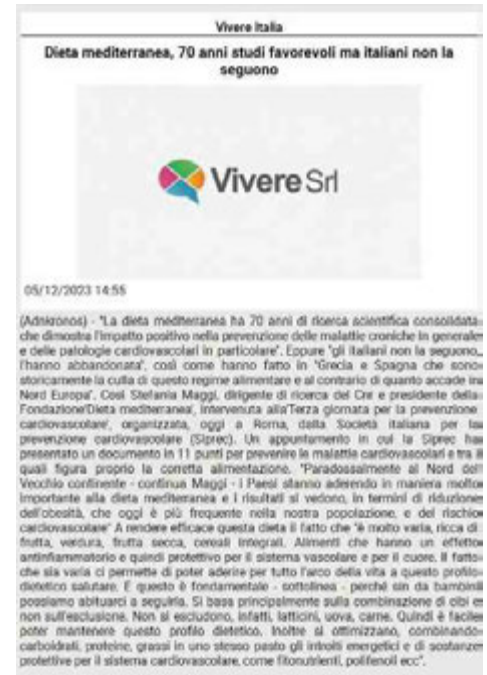 Vivere Italia
Dieta mediterranea, 70 anni studi favorevoli ma italiani non la
seguono
Vivere Srl
05/12/2023 14:55
(Adnkronos) - "La dieta mediterranea ha 70 anni di ricerca scientifica consolidata
che dimostra l'impatto positivo nella prevenzione delle malattie croniche in generale
e delle patologie cardiovascolari in particolare". Eppure "gli italiani non la seguono,
l'hanno abbandonata", così come hanno fatto in "Grecia e Spagna che sono
storicamente la culla di questo regime alimentare e al contrario di quanto accade in
Nord Europa". Così Stefania Maggi, dirigente di ricerca del Cnr e presidente della
Fondazione'Dieta mediterranea', intervenuta alla'Terza giornata per la prevenzione
cardiovascolare', organizzata, oggi a Roma, dalla Società italiana per la
prevenzione cardiovascolare (Siprec). Un appuntamento in cui la Siprec ha
presentato un documento in 11 punti per prevenire le malattie cardiovascolari e tra il
quali figura proprio la corretta alimentazione. "Paradossalmente al Nord del
Vecchio continente - continua Maggi - i Paesi stanno aderendo in maniera molto
importante alla dieta mediterranea e i risultati si vedono, in termini di riduzione
dell'obesità, che oggi è più frequente nella nostra popolazione, e del rischio
cardiovascolare" A rendere efficace questa dieta il fatto che "è molto varia, ricca di
frutta, verdura, frutta secca, cereali integrali. Alimenti che hanno un effetto
antinfiammatorio e quindi protettivo per il sistema vascolare e per il cuore. Il fatto
che sia varia ci permette di poter aderire per tutto l'arco della vita a questo profilo
dietetico salutare. E questo è fondamentale - sottolinea - perché sin da bambini
possiamo abituarci a seguirla. Si basa principalmente sulla combinazione di cibi e
non sull'esclusione. Non si escludono, infatti, latticini, uova, carne. Quindi è facile
poter mantenere questo profilo dietetico. Inoltre si ottimizzano, combinando
carboidrati, proteine, grassi in uno stesso pasto gli introiti energetici e di sostanze
protettive per il sistema cardiovascolare, come fitonutrienti, polifenoli ecc".